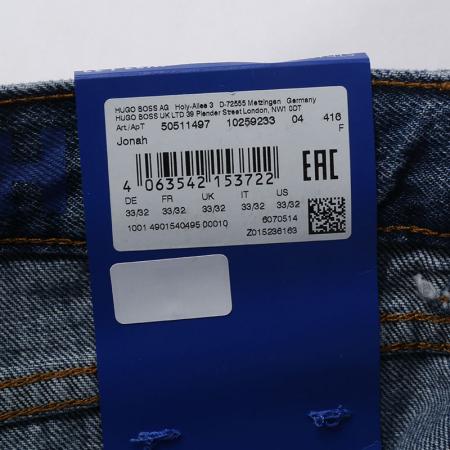 HUGO BOSS AG Holy-Allee 3 D-72555 Metzingen Germany
HUGO BOSS UK LTD 39 Plender Street London, NW1 0DT
Art./ApT 50511497 10259233 04 416
Jonah F
EAC
4 063542 153722
DE FR UK IT US
33/32 33/32 33/32 33/32 33/32
1001 4901540495 00010 6070514
Z015236163